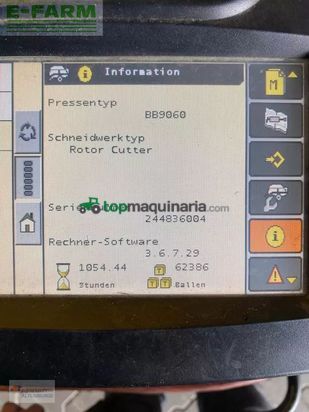 E-FARM
Information
Pressentyp
BB9060
Schneidwerktyp
Rotor Cutter
topmaquinaria.com
244836004
Rechner-Software
3.6.7.29
1054.44 62386
Stunden Ballen